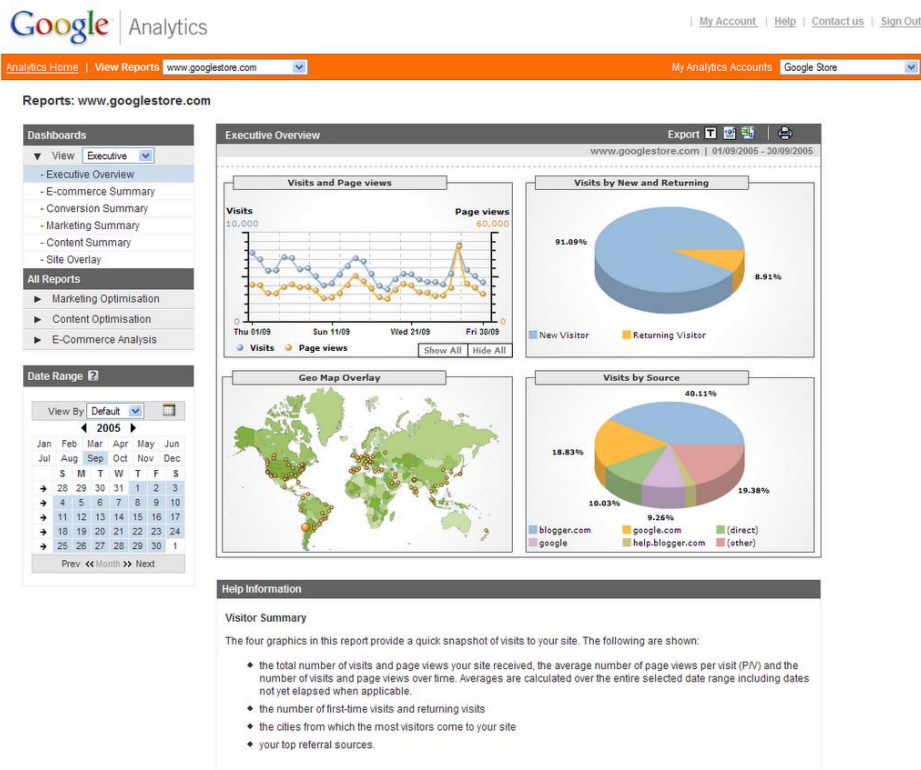 Google Analytics
| My Account | Help | Contact us | Sign Out
Analytics Home | View Reports www.googlestore.com
My Analytics Accounts Google Store
Reports: www.googlestore.com
Dashboards
▼ View Executive
- Executive Overview
- E-commerce Summary
- Conversion Summary
- Marketing Summary
- Content Summary
- Site Overlay
All Reports
► Marketing Optimisation
► Content Optimisation
► E-Commerce Analysis
Date Range ?
View By Default
2005
Jan Feb Mar Apr May Jun
Jul Aug Sep Oct Nov Dec
S M T W T F S
28 29 30 31 1 2 3
4 5 6 7 8 9 10
11 12 13 14 15 16 17
18 19 20 21 22 23 24
25 26 27 28 29 30 1
Prev << Month >> Next
Executive Overview
Export T
www.googlestore.com | 01/09/2005 - 30/09/2005
Visits and Page views
Visits Page views
10,000 60,000
0 0
Thu 01/09 Sun 11/09 Wed 21/09 Fri 30/09
Visits Page views
Show All Hide All
Visits by New and Returning
91.09%
8.91%
New Visitor Returning Visitor
Geo Map Overlay
Visits by Source
40.11%
18.83%
19.38%
10.03%
9.26%
blogger.com google.com (direct)
google help.blogger.com (other)
Help Information
Visitor Summary
The four graphics in this report provide a quick snapshot of visits to your site. The following are shown:
the total number of visits and page views your site received, the average number of page views per visit (P/V) and the
number of visits and page views over time. Averages are calculated over the entire selected date range including dates
not yet elapsed when applicable.
the number of first-time visits and returning visits
the cities from which the most visitors come to your site
your top referral sources.